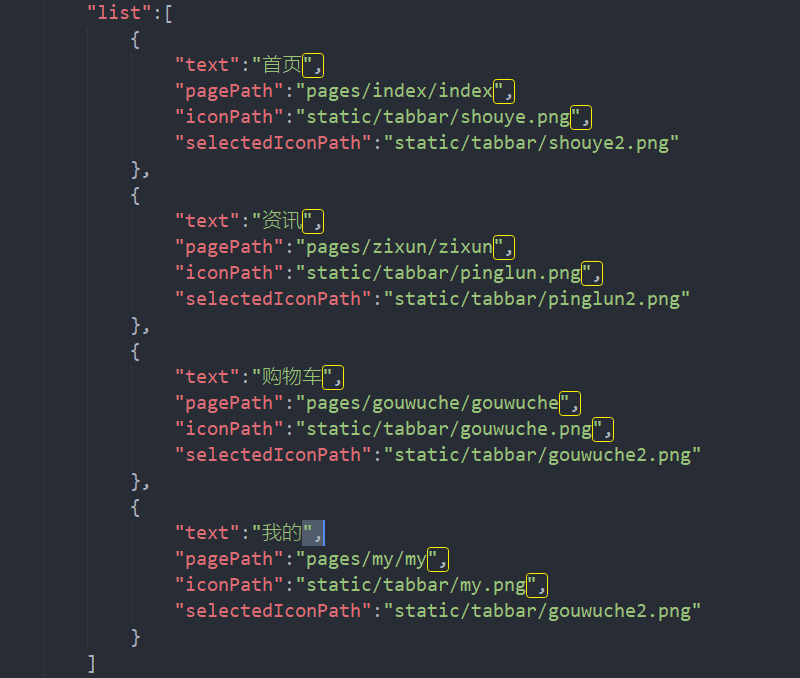 "list":[
{
"text":"首页",
"pagePath":"pages/index/index",
"iconPath":"static/tabbar/shouye.png",
"selectedIconPath":"static/tabbar/shouye2.png"
},
{
"text":"资讯",
"pagePath":"pages/zixun/zixun",
"iconPath":"static/tabbar/pinglun.png",
"selectedIconPath":"static/tabbar/pinglun2.png"
},
{
"text":"购物车",
"pagePath":"pages/gouwuche/gouwuche",
"iconPath":"static/tabbar/gouwuche.png",
"selectedIconPath":"static/tabbar/gouwuche2.png"
},
{
"text":"我的",
"pagePath":"pages/my/my",
"iconPath":"static/tabbar/my.png",
"selectedIconPath":"static/tabbar/gouwuche2.png"
}
]